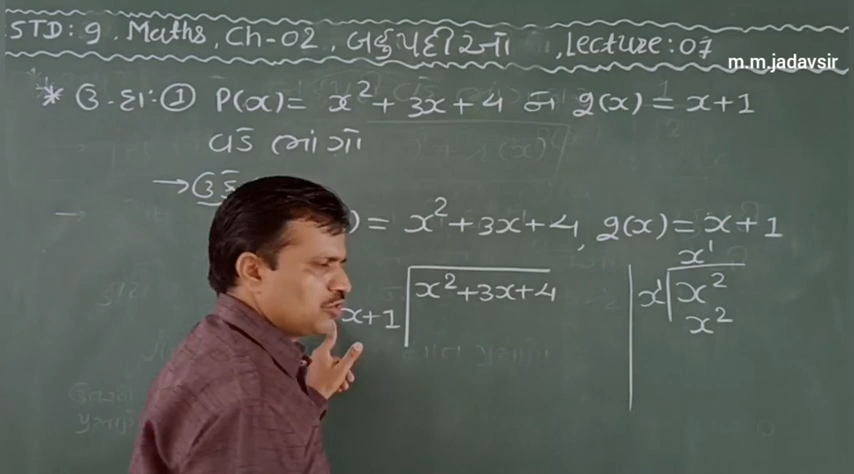 STD: 9. Maths, Ch-02, બહુપદીઓ, Lecture: 07
m.m.jadavsir
* ઉ.દા: ① P(x) = x² + 3x + 4 ને g(x) = x+1
વડે ભાગો
) = x² + 3x + 4, g(x) = x + 1
x+1 x² + 3x + 4
x¹
x¹ x²
x²